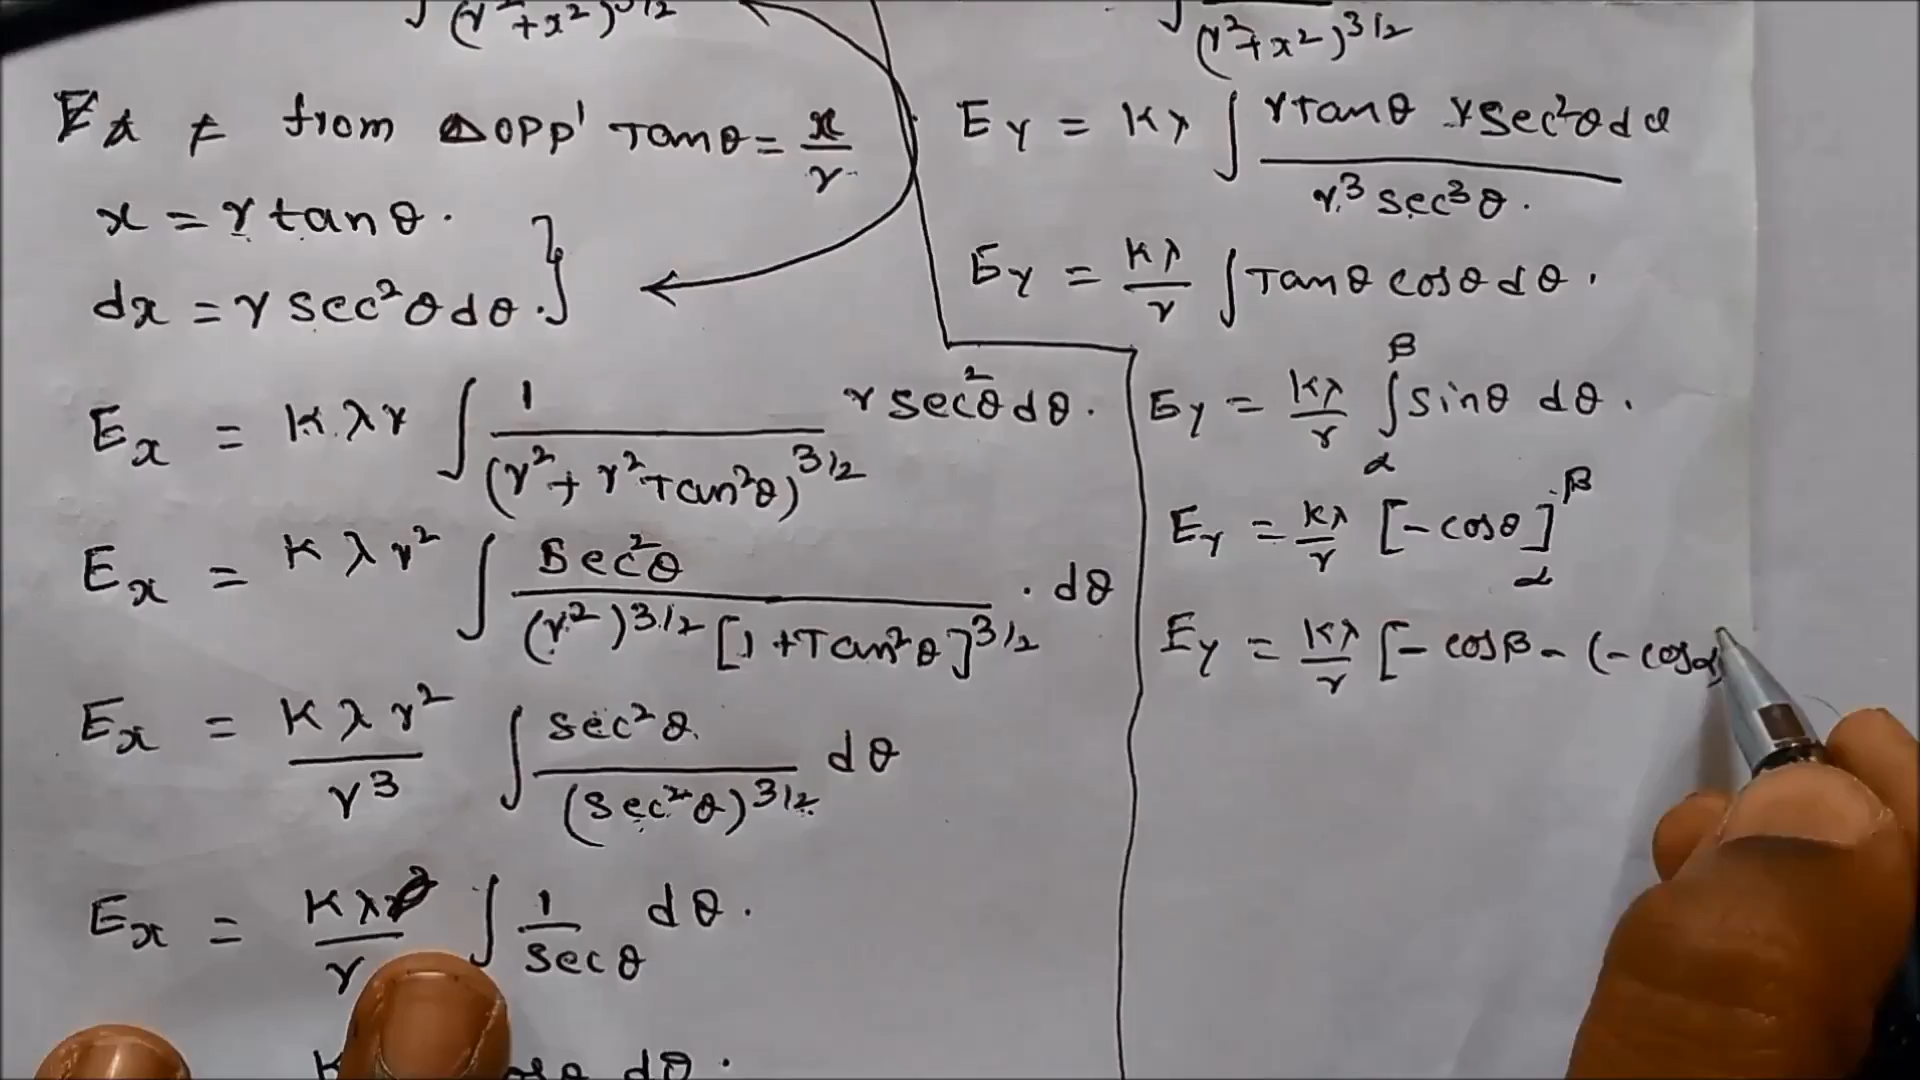 (r²+x²)^3/2
from △OPP' Tanθ = x/r
x = r tanθ.
dx = r sec²θ dθ.
Ex = Kλr ∫ 1/(r² + r²Tan²θ)^3/2 r sec²θ dθ.
Ex = Kλr² ∫ Sec²θ/((r²)^3/2 [1+Tan²θ]^3/2) . dθ
Ex = Kλr²/r³ ∫ Sec²θ/(Sec²θ)^3/2 dθ
Ex = Kλ/r ∫ 1/Secθ dθ.
dθ.
(r²+x²)^3/2
Ey = Kλ ∫ rTanθ rSec²θdθ/r³ Sec³θ.
Ey = Kλ/r ∫ Tanθ cosθ dθ.
Ey = Kλ/r ∫_α^β sinθ dθ.
Ey = Kλ/r [-cosθ]_α^β
Ey = Kλ/r [- cosβ - (-cosα)